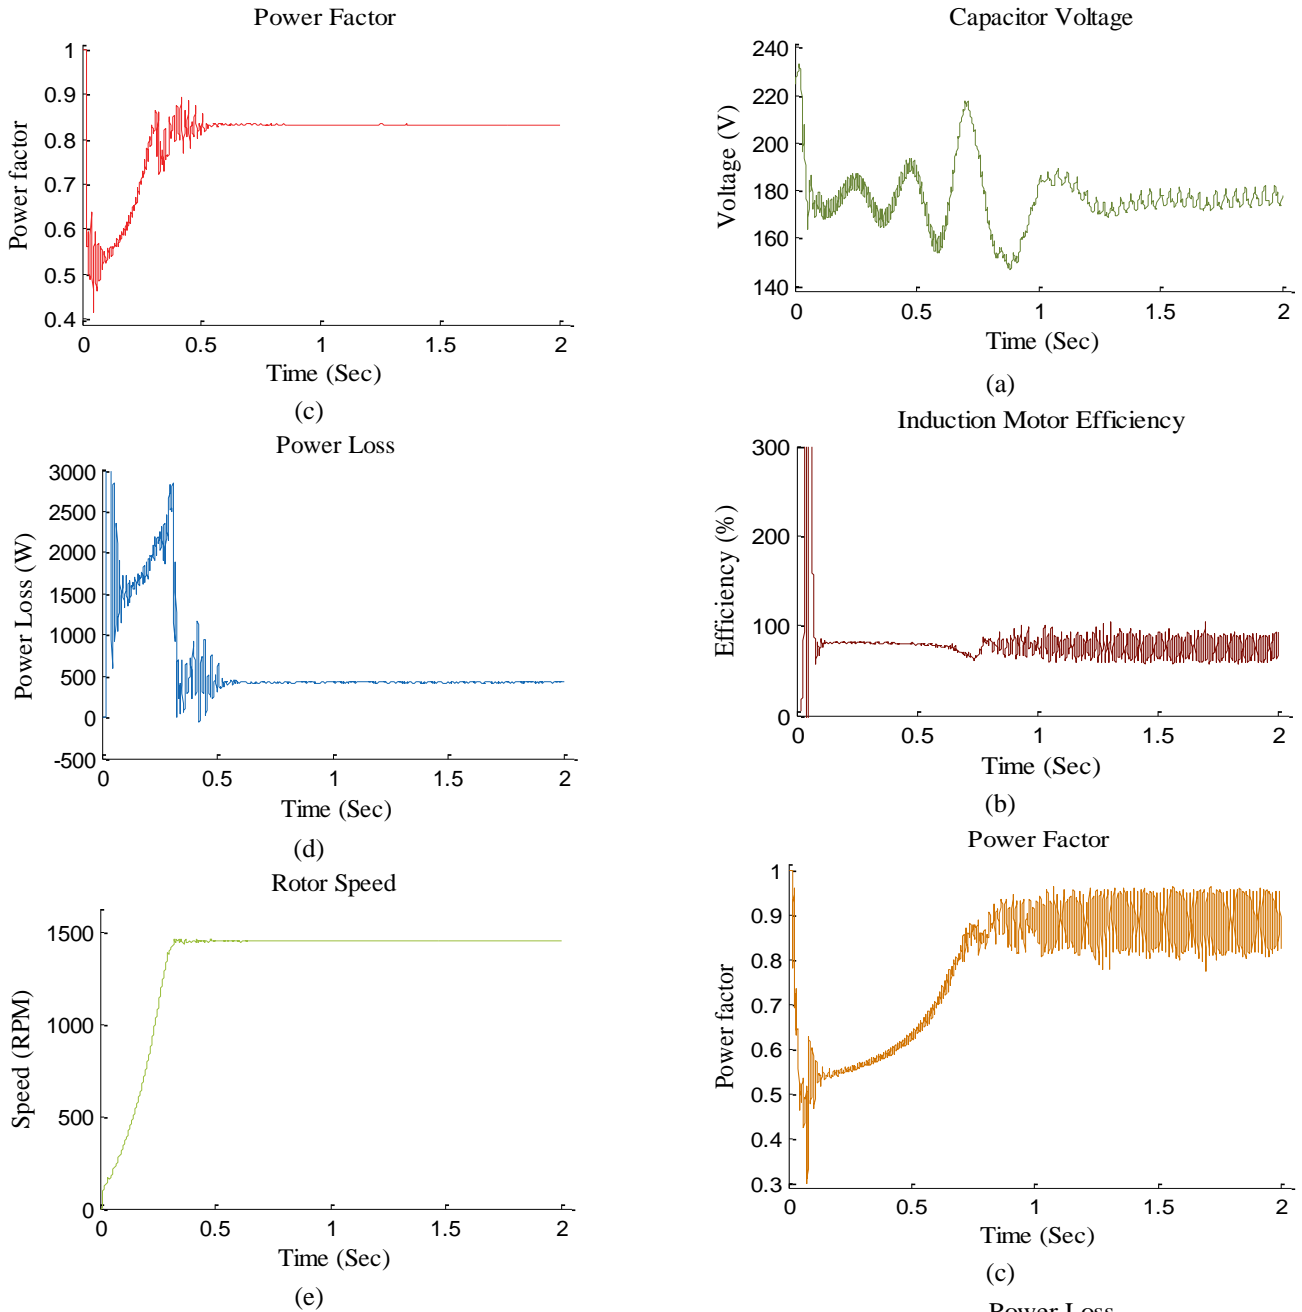 Power Factor
1
0.9
0.8
0.7
0.6
0.5
0.4
Power factor
0 0.5 1 1.5 2
Time (Sec)
(c)
Power Loss
3000
2500
2000
1500
1000
500
0
-500
Power Loss (W)
0 0.5 1 1.5 2
Time (Sec)
(d)
Rotor Speed
1500
1000
500
0
Speed (RPM)
0 0.5 1 1.5 2
Time (Sec)
(e)
Capacitor Voltage
240
220
200
180
160
140
Voltage (V)
0 0.5 1 1.5 2
Time (Sec)
(a)
Induction Motor Efficiency
300
200
100
0
Efficiency (%)
0 0.5 1 1.5 2
Time (Sec)
(b)
Power Factor
1
0.9
0.8
0.7
0.6
0.5
0.4
0.3
Power factor
0 0.5 1 1.5 2
Time (Sec)
(c)
Power Loss